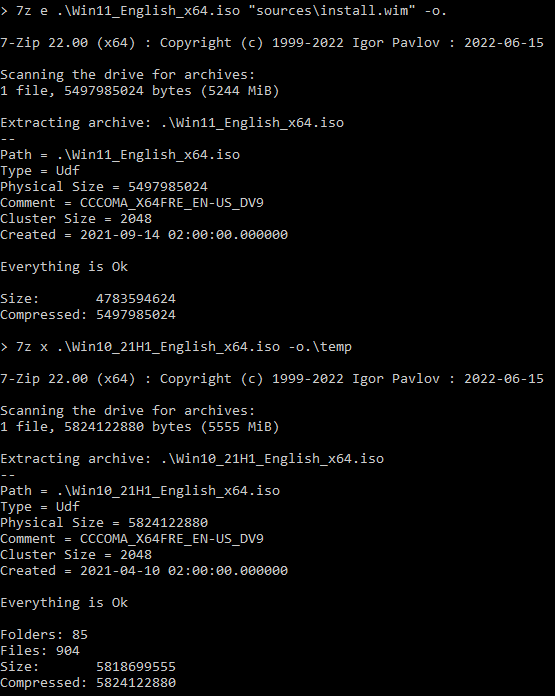 > 7z e .\Win11_English_x64.iso "sources\install.wim" -o.
7-Zip 22.00 (x64) : Copyright (c) 1999-2022 Igor Pavlov : 2022-06-15
Scanning the drive for archives:
1 file, 5497985024 bytes (5244 MiB)
Extracting archive: .\Win11_English_x64.iso
--
Path = .\Win11_English_x64.iso
Type = Udf
Physical Size = 5497985024
Comment = CCCOMA_X64FRE_EN-US_DV9
Cluster Size = 2048
Created = 2021-09-14 02:00:00.000000
Everything is Ok
Size:       4783594624
Compressed: 5497985024
> 7z x .\Win10_21H1_English_x64.iso -o.\temp
7-Zip 22.00 (x64) : Copyright (c) 1999-2022 Igor Pavlov : 2022-06-15
Scanning the drive for archives:
1 file, 5824122880 bytes (5555 MiB)
Extracting archive: .\Win10_21H1_English_x64.iso
--
Path = .\Win10_21H1_English_x64.iso
Type = Udf
Physical Size = 5824122880
Comment = CCCOMA_X64FRE_EN-US_DV9
Cluster Size = 2048
Created = 2021-04-10 02:00:00.000000
Everything is Ok
Folders: 85
Files: 904
Size:       5818699555
Compressed: 5824122880